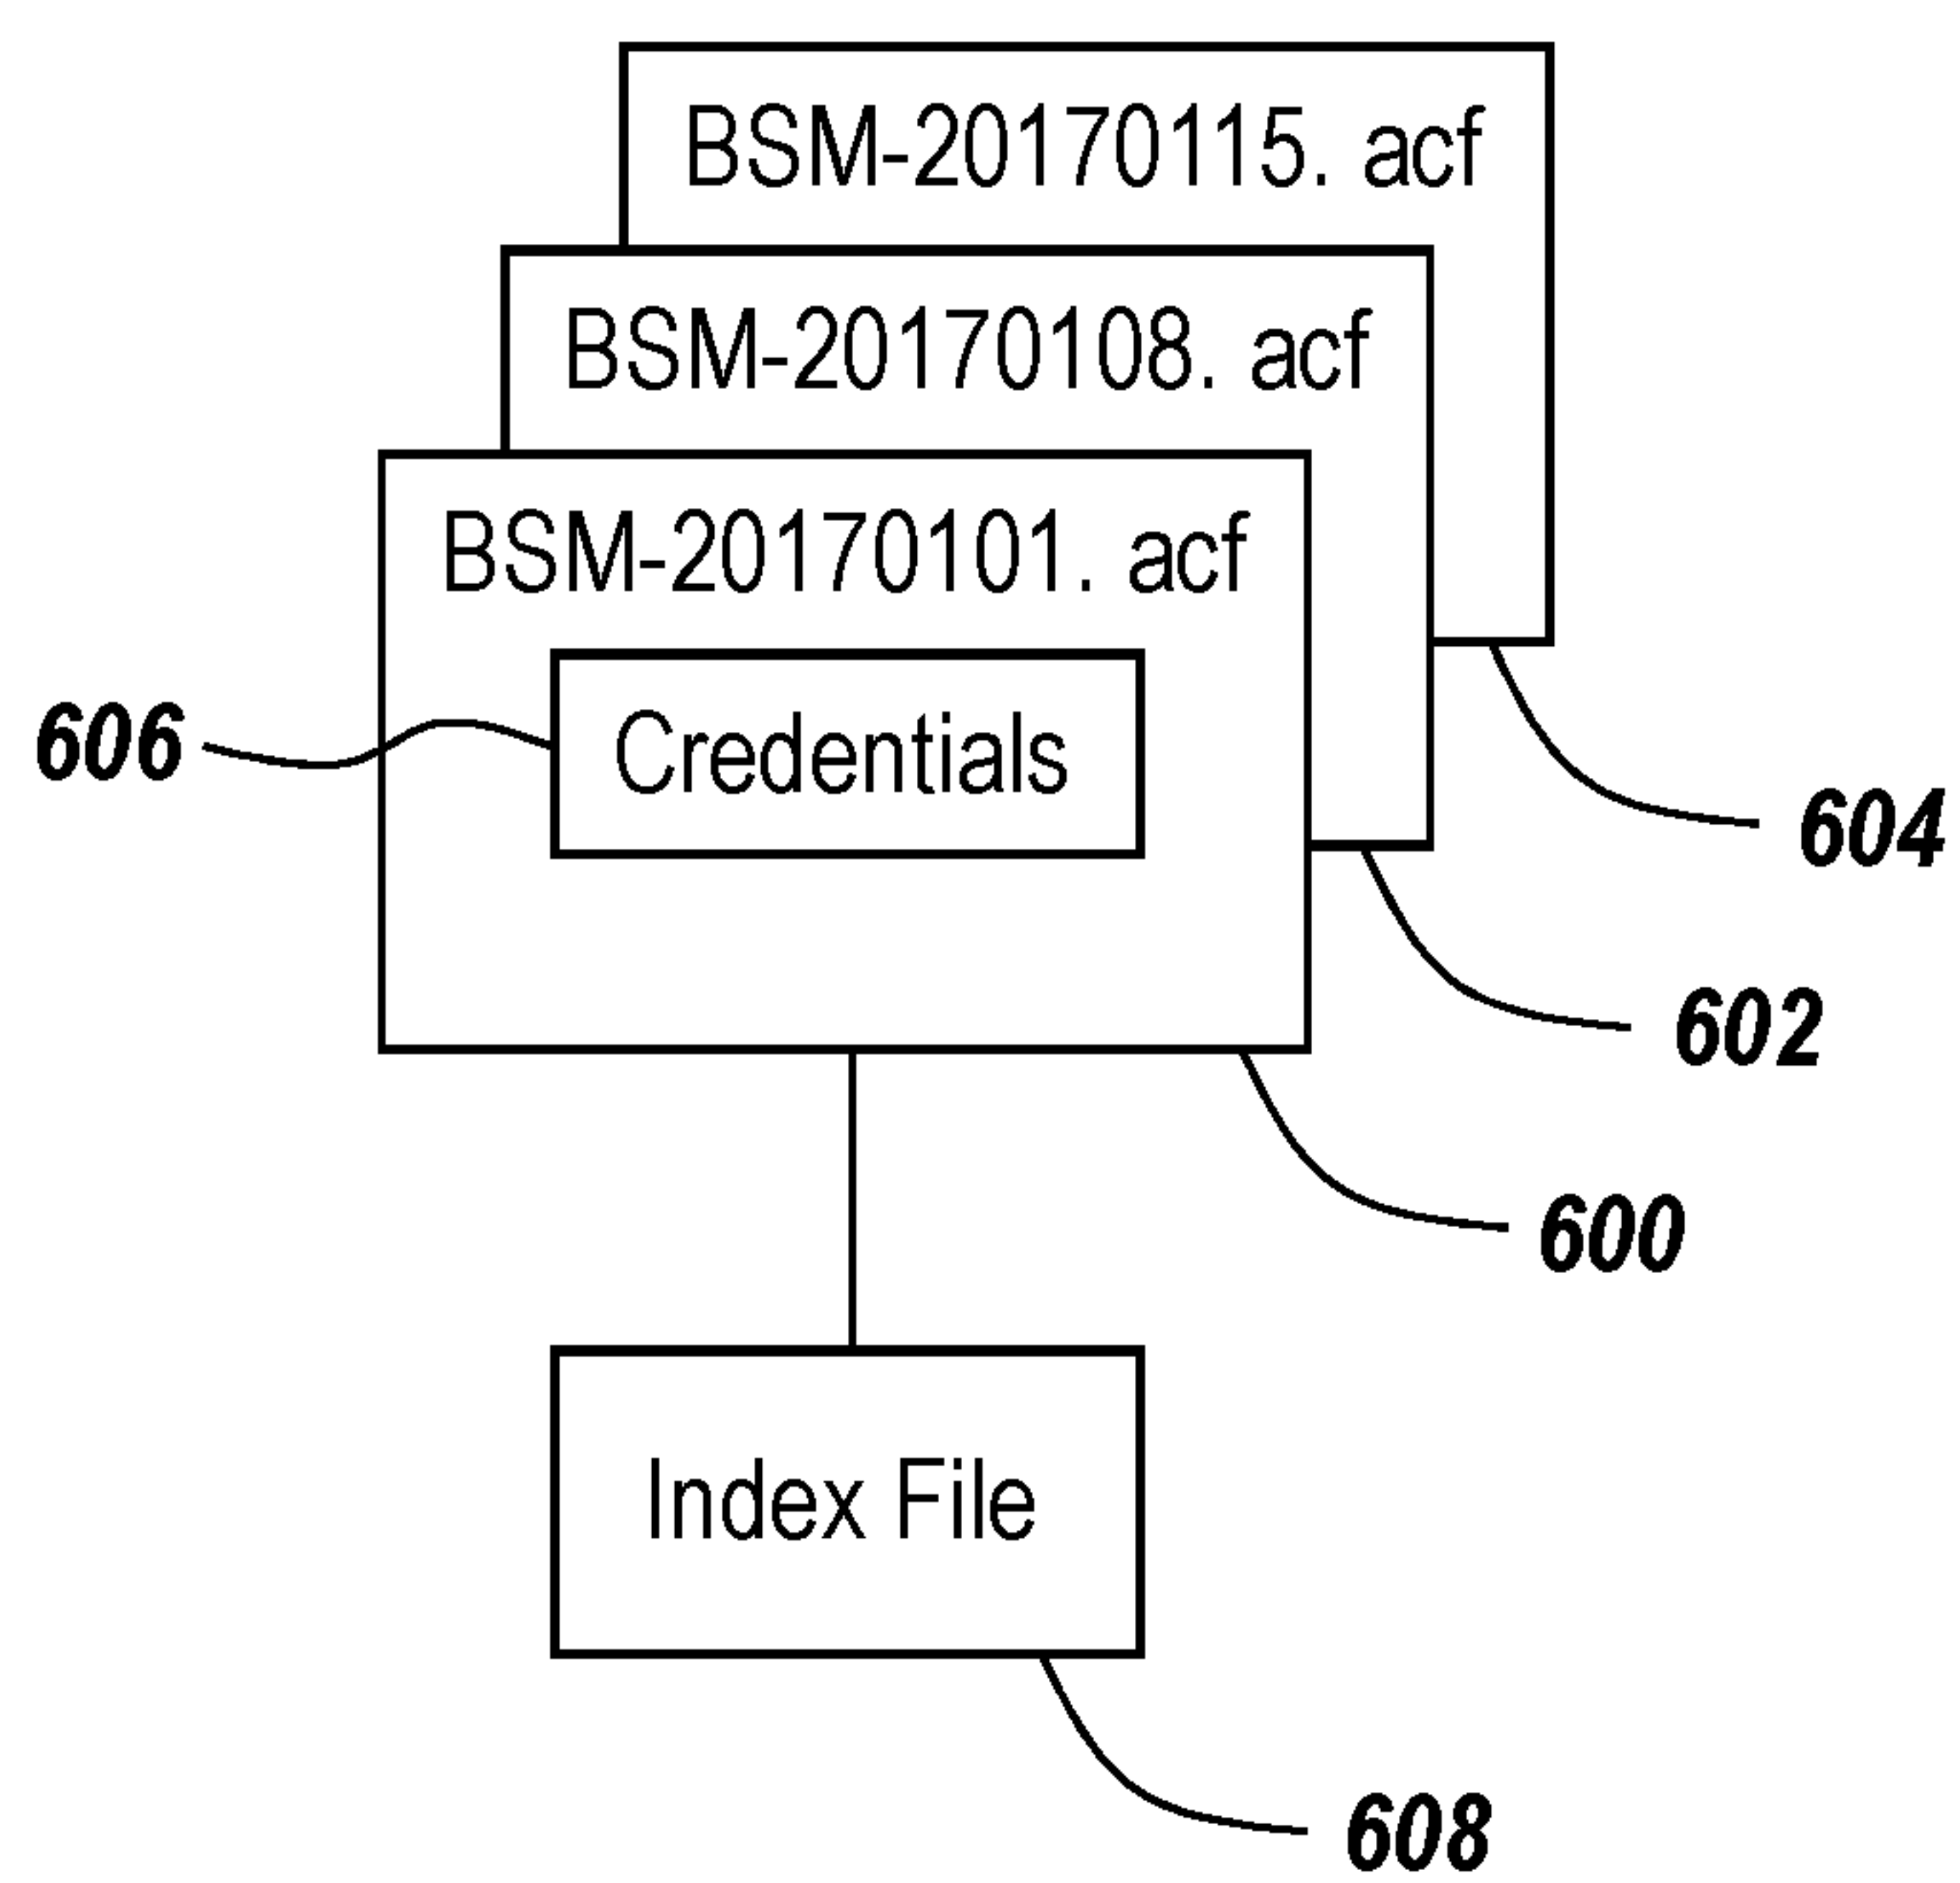 BSM-20170115. acf
BSM-20170108. acf
BSM-20170101. acf
606
Credentials
604
602
600
Index File
608